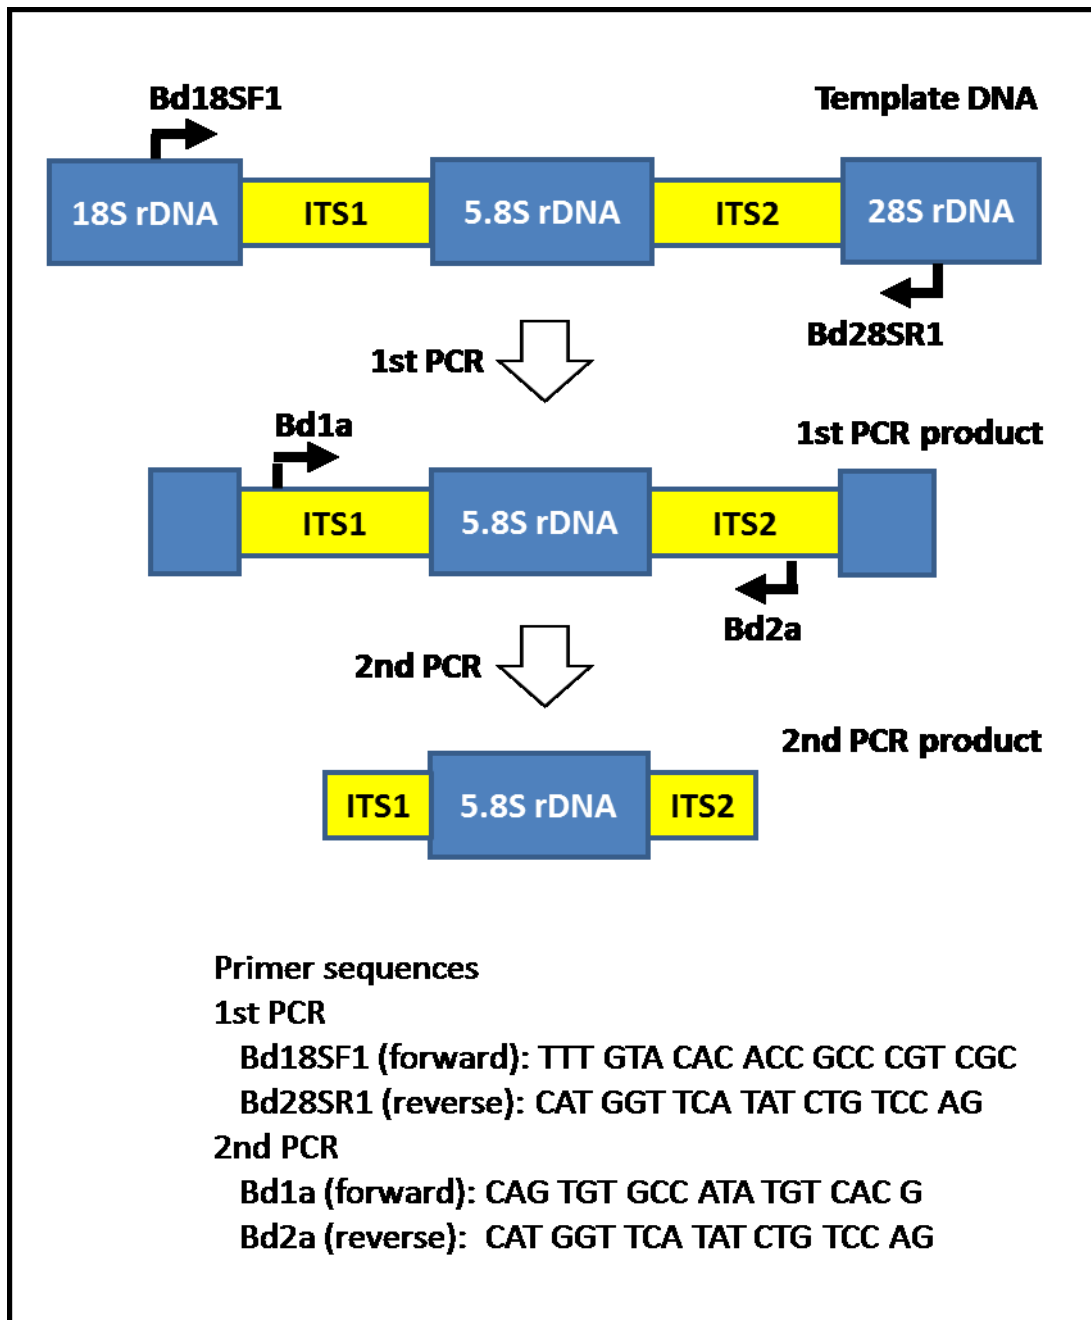 Bd18SF1
Template DNA
18S rDNA
ITS1
5.8S rDNA
ITS2
28S rDNA
Bd28SR1
1st PCR
Bd1a
1st PCR product
ITS1
5.8S rDNA
ITS2
Bd2a
2nd PCR
2nd PCR product
ITS1
5.8S rDNA
ITS2
Primer sequences
1st PCR
Bd18SF1 (forward): TTT GTA CAC ACC GCC CGT CGC
Bd28SR1 (reverse): CAT GGT TCA TAT CTG TCC AG
2nd PCR
Bd1a (forward): CAG TGT GCC ATA TGT CAC G
Bd2a (reverse): CAT GGT TCA TAT CTG TCC AG